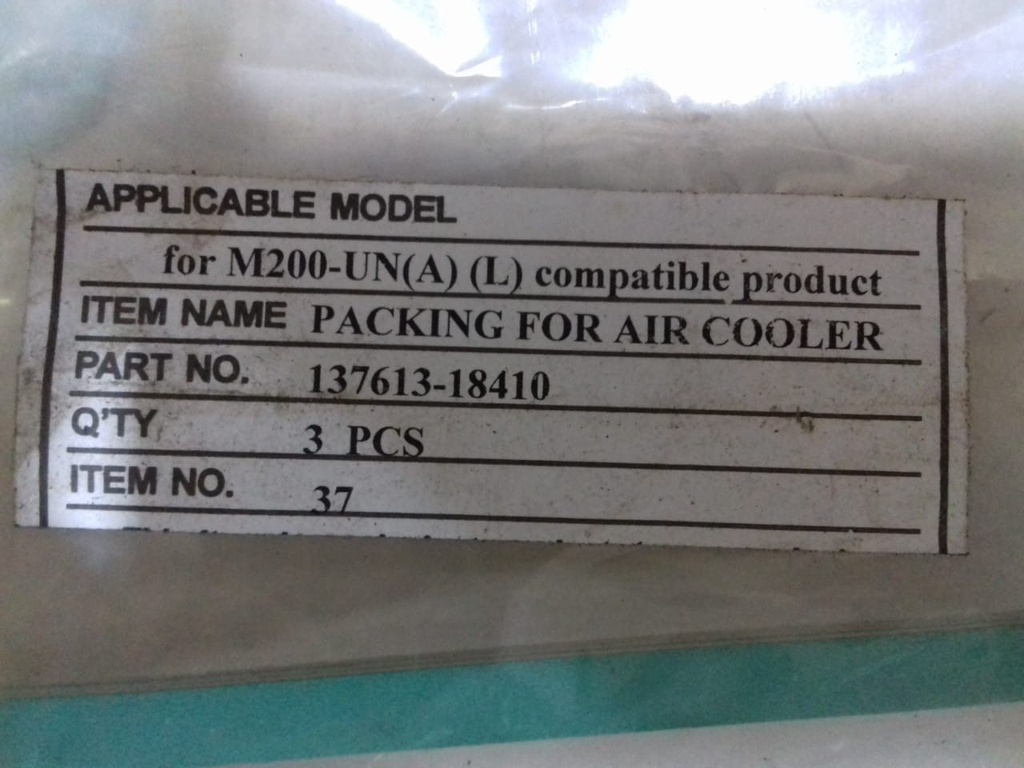 APPLICABLE MODEL
for M200-UN(A) (L) compatible product
ITEM NAME PACKING FOR AIR COOLER
PART NO. 137613-18410
Q'TY 3 PCS
ITEM NO. 37